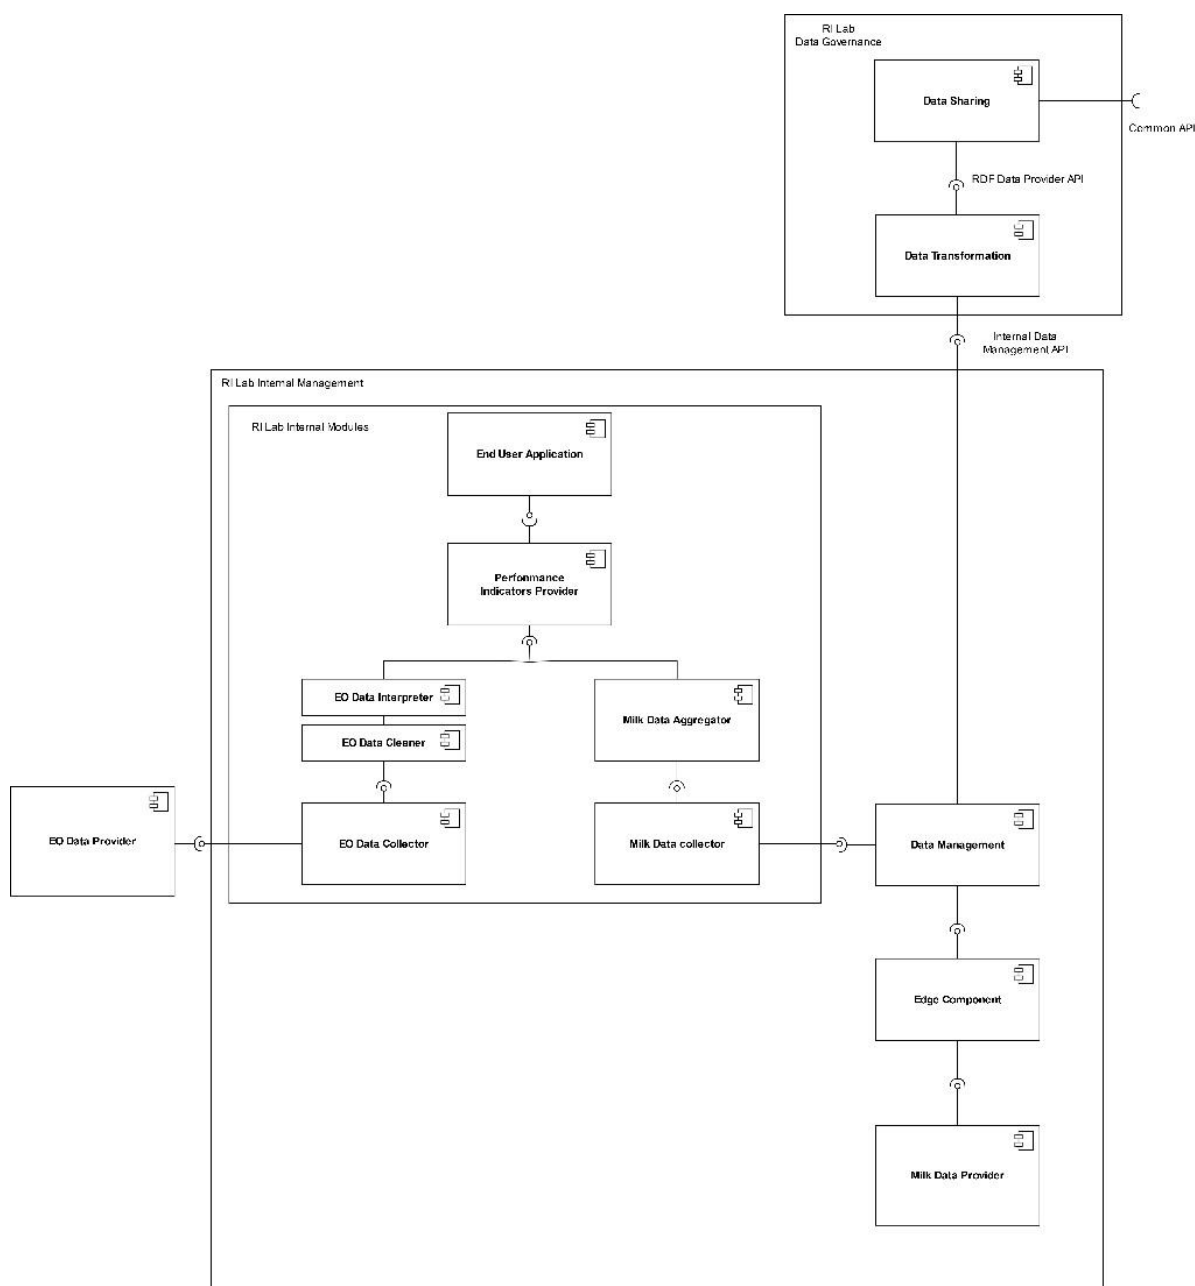 RI Lab
Data Governance
Data Sharing
Common API
RDF Data Provider API
Data Transformation
Internal Data
Management API
RI Lab Internal Management
RI Lab Internal Modules
End User Application
Perfonmance
Indicators Provider
EO Data Interpreter
Milk Data Aggregator
EO Data Cleaner
EO Data Provider
EO Data Collector
Milk Data collector
Data Management
Edge Component
Milk Data Provider